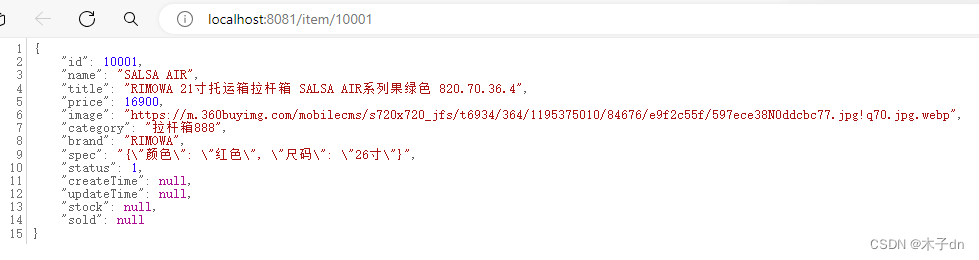 localhost:8081/item/10001
1 {
2 "id": 10001,
3 "name": "SALSA AIR",
4 "title": "RIMOWA 21寸托运箱拉杆箱 SALSA AIR系列果绿色 820.70.36.4",
5 "price": 16900,
6 "image": "https://m.360buying.com/mobilecms/s720x720_jfs/t6934/364/1195375010/84676/e9f2c55f/597ece38N0ddcbc77.jpg!q70.jpg.webp",
7 "category": "拉杆箱888",
8 "brand": "RIMOWA",
9 "spec": "{\"颜色\": \"红色\", \"尺码\": \"26寸\"}",
10 "status": 1,
11 "createTime": null,
12 "updateTime": null,
13 "stock": null,
14 "sold": null
15 }
CSDN @木子dn